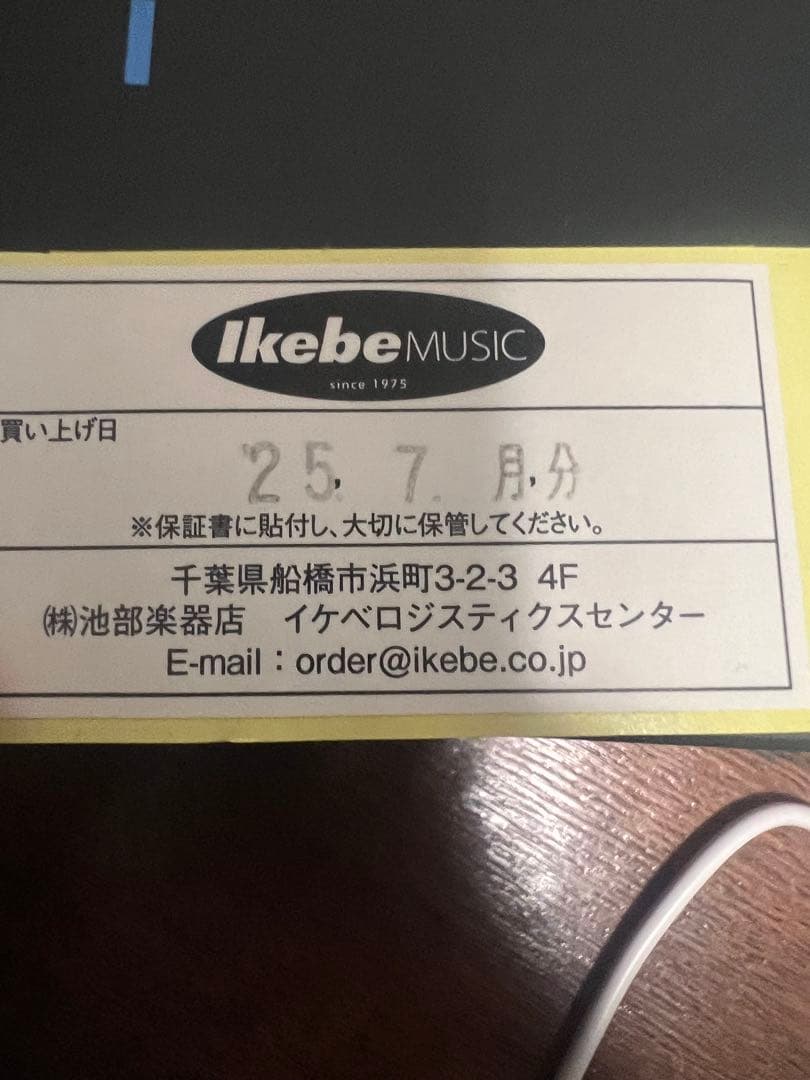 Ikebe MUSIC
since 1975
買い上げ日
'25. 7. 月, 分
※保証書に貼付し、大切に保管してください。
千葉県船橋市浜町3-2-3 4F
㈱池部楽器店 イケベロジスティクスセンター
E-mail：order@ikebe.co.jp